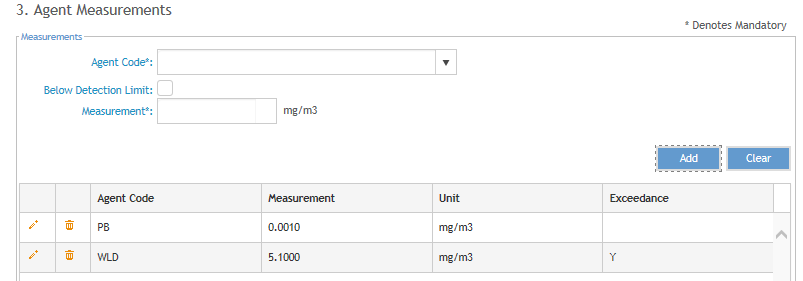 3. Agent Measurements
* Denotes Mandatory
Measurements
Agent Code*:
Below Detection Limit:
Measurement*: mg/m3
Add Clear
Agent Code Measurement Unit Exceedance
PB 0.0010 mg/m3
WLD 5.1000 mg/m3 Y